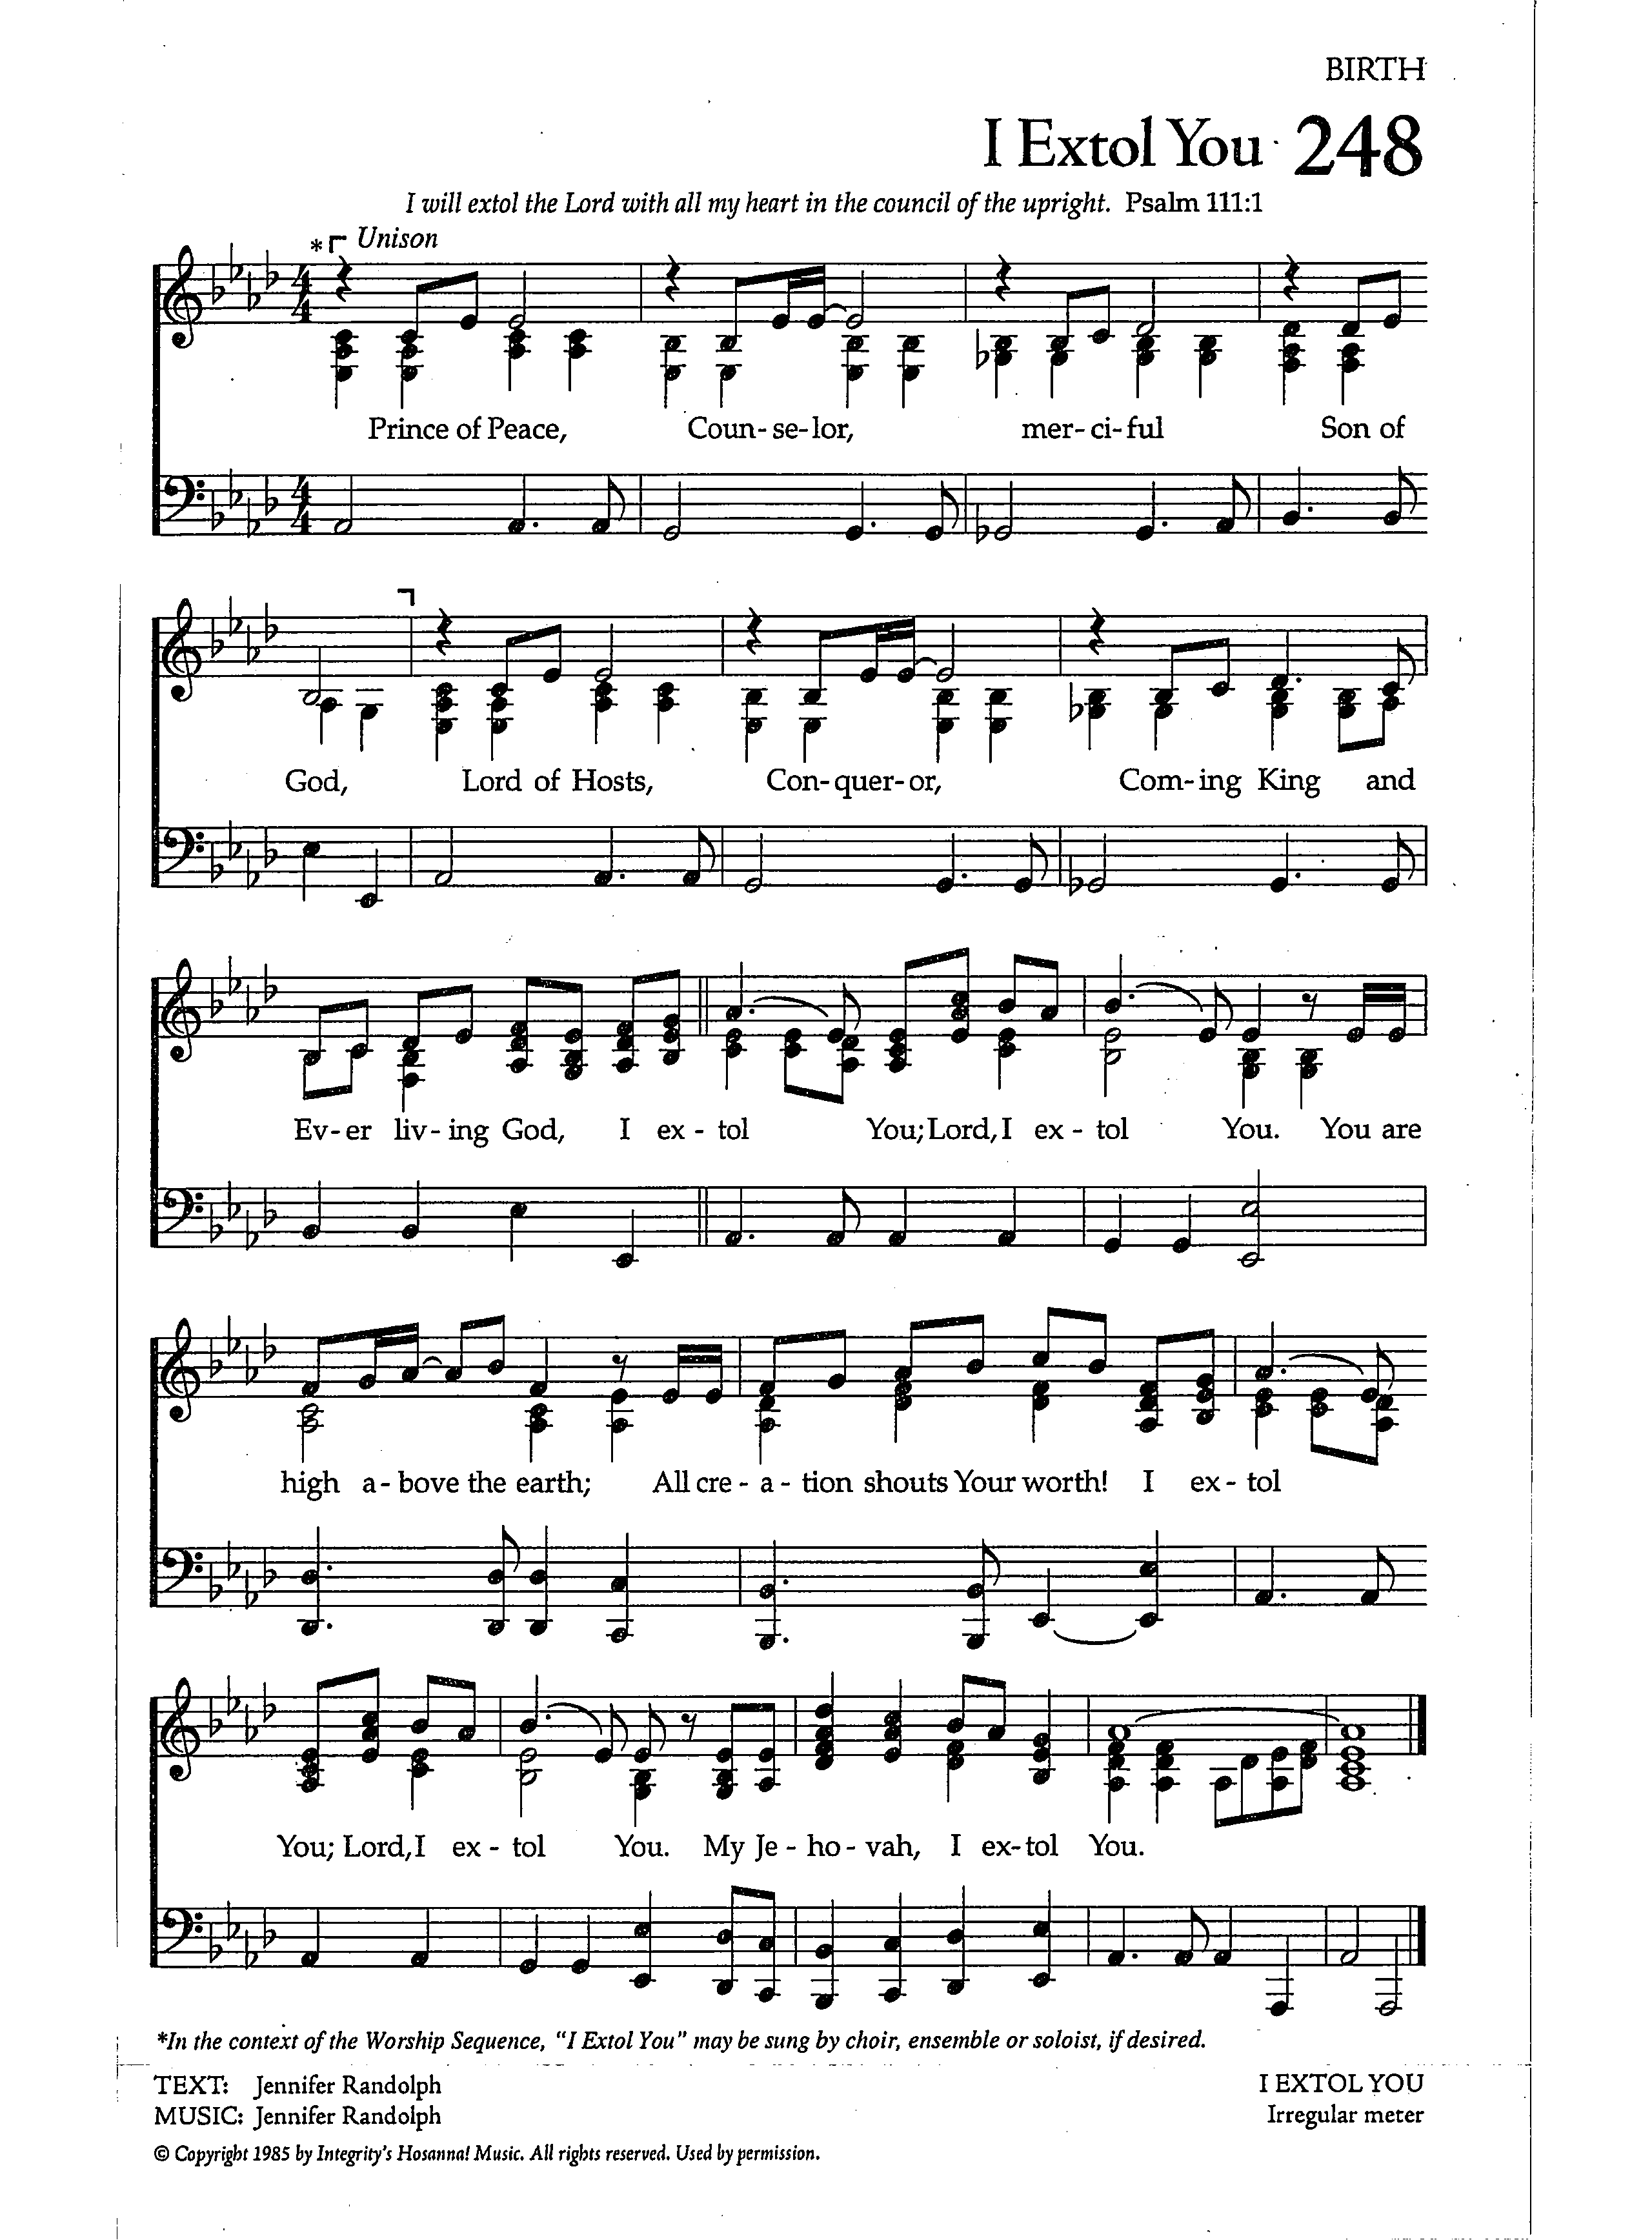 BIRTH
I Extol You 248
I will extol the Lord with all my heart in the council of the upright. Psalm 111:1
* Unison
Prince of Peace, Coun-se-lor, mer-ci-ful Son of
God, Lord of Hosts, Con-quer-or, Com-ing King and
Ev-er liv-ing God, I ex-tol You; Lord, I ex-tol You. You are
high a-bove the earth; All cre-a-tion shouts Your worth! I ex-tol
You; Lord, I ex-tol You. My Je-ho-vah, I ex-tol You.
*In the context of the Worship Sequence, “I Extol You” may be sung by choir, ensemble or soloist, if desired.
TEXT: Jennifer Randolph I EXTOL YOU
MUSIC: Jennifer Randolph Irregular meter
© Copyright 1985 by Integrity's Hosanna! Music. All rights reserved. Used by permission.